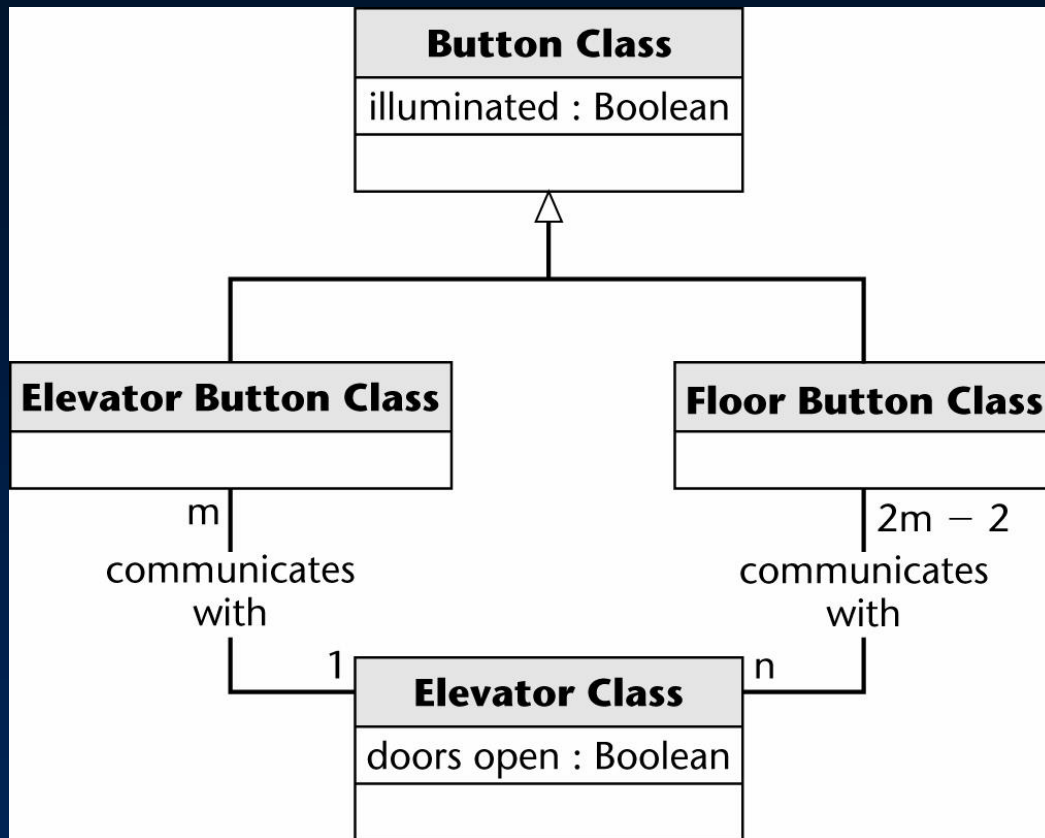 Button Class
illuminated : Boolean
Elevator Button Class
Floor Button Class
m
2m − 2
communicates
with
communicates
with
1
n
Elevator Class
doors open : Boolean